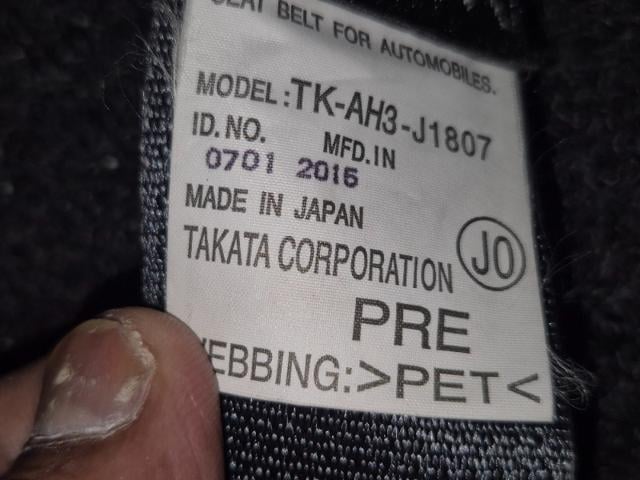 SEAT BELT FOR AUTOMOBILES.
MODEL:TK-AH3-J1807
ID.NO. MFD.IN
0701 2016
MADE IN JAPAN
TAKATA CORPORATION JO
PRE
WEBBING:>PET<